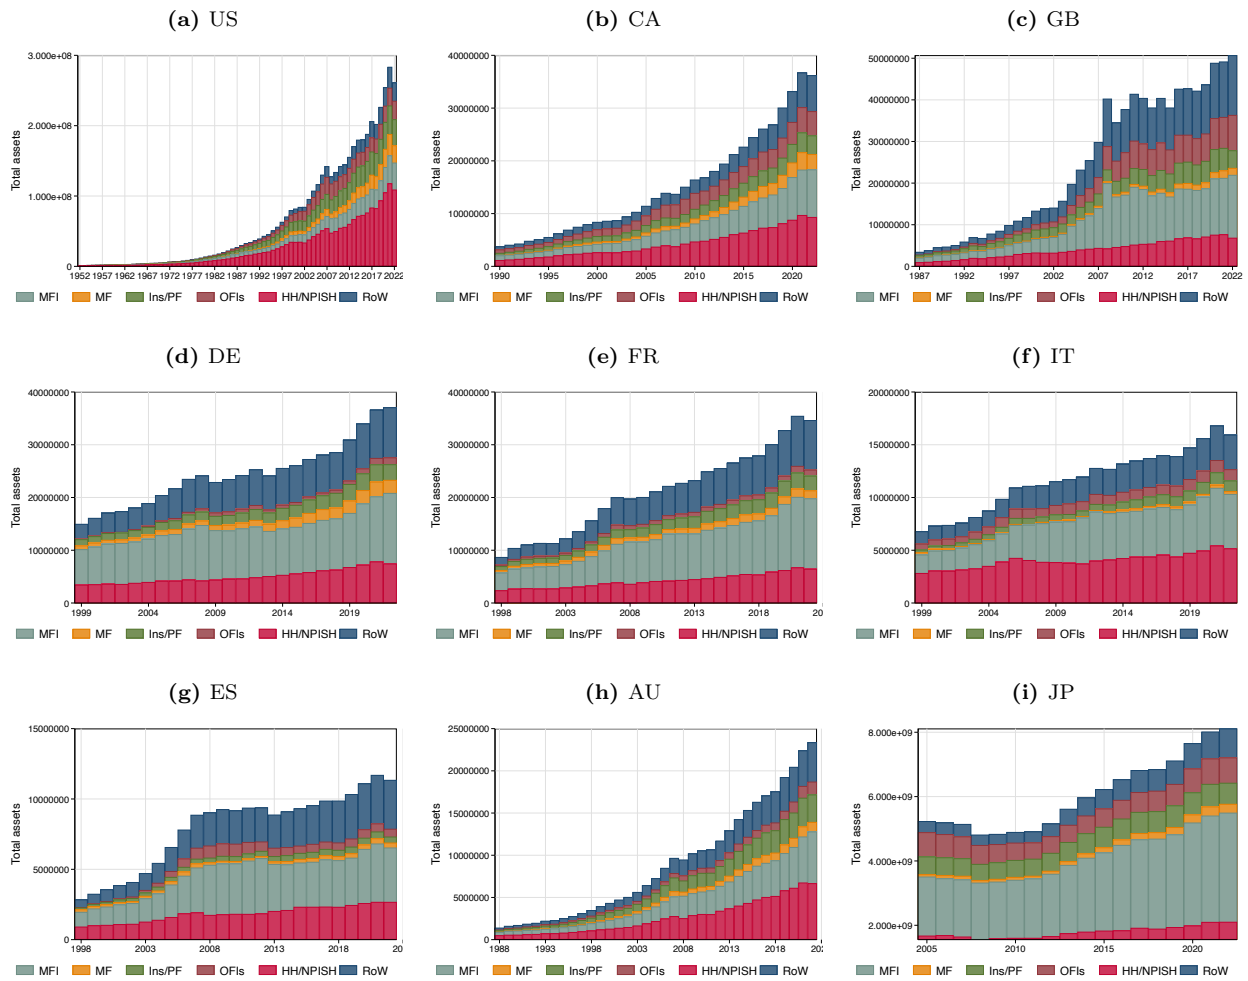 (a) US
(b) CA
(c) GB
Total assets
3.000e+08
2.000e+08
1.000e+08
0
1952 1957 1962 1967 1972 1977 1982 1987 1992 1997 2002 2007 2012 2017 2022
MFI MF Ins/PF OFIs HH/NPISH RoW
Total assets
40000000
30000000
20000000
10000000
0
1990 1995 2000 2005 2010 2015 2020
MFI MF Ins/PF OFIs HH/NPISH RoW
Total assets
50000000
40000000
30000000
20000000
10000000
0
1987 1992 1997 2002 2007 2012 2017 2022
MFI MF Ins/PF OFIs HH/NPISH RoW
(d) DE
(e) FR
(f) IT
Total assets
40000000
30000000
20000000
10000000
0
1999 2004 2009 2014 2019
MFI MF Ins/PF OFIs HH/NPISH RoW
Total assets
40000000
30000000
20000000
10000000
0
1998 2003 2008 2013 2018 20
MFI MF Ins/PF OFIs HH/NPISH RoW
Total assets
20000000
15000000
10000000
5000000
0
1999 2004 2009 2014 2019
MFI MF Ins/PF OFIs HH/NPISH RoW
(g) ES
(h) AU
(i) JP
Total assets
15000000
10000000
5000000
0
1998 2003 2008 2013 2018 20
MFI MF Ins/PF OFIs HH/NPISH RoW
Total assets
25000000
20000000
15000000
10000000
5000000
0
1988 1993 1998 2003 2008 2013 2018 202
MFI MF Ins/PF OFIs HH/NPISH RoW
Total assets
8.000e+09
6.000e+09
4.000e+09
2.000e+09
2005 2010 2015 2020
MFI MF Ins/PF OFIs HH/NPISH RoW